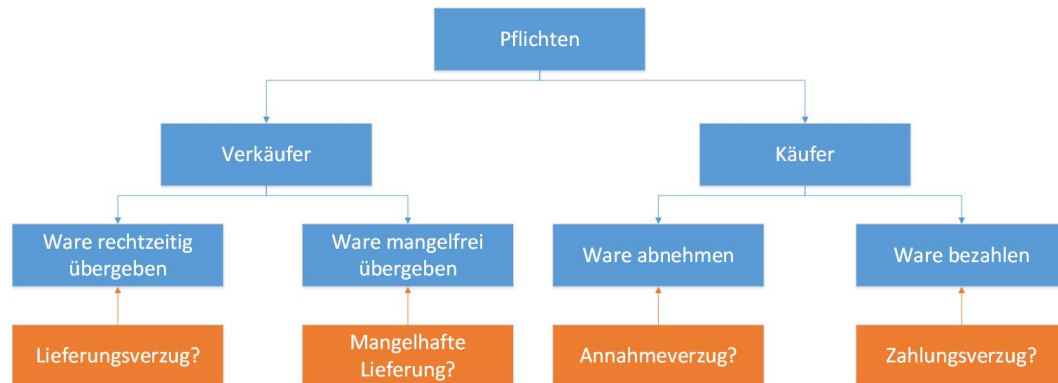 Pflichten
Verkäufer
Käufer
Ware rechtzeitig
übergeben
Ware mangelfrei
übergeben
Ware abnehmen
Ware bezahlen
Lieferungsverzug?
Mangelhafte
Lieferung?
Annahmeverzug?
Zahlungsverzug?